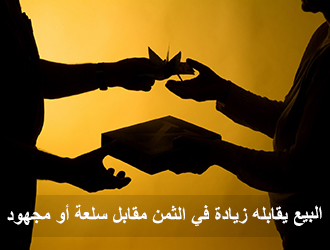 البيع يقابله زيادة في الثمن مقابل سلعة أو مجهود